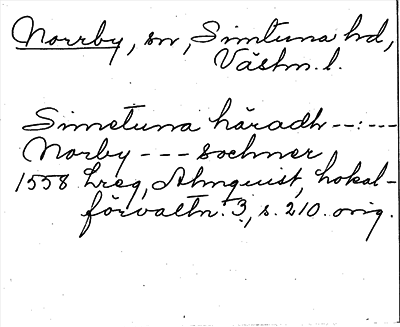 Norrby, sn, Simtuna hd,
Västm. l.
Simetuna häradh --:---
Norby --- sochner
1558 Lreg, Almquist, Lokal-
förvaltn. 3, s. 210. orig.